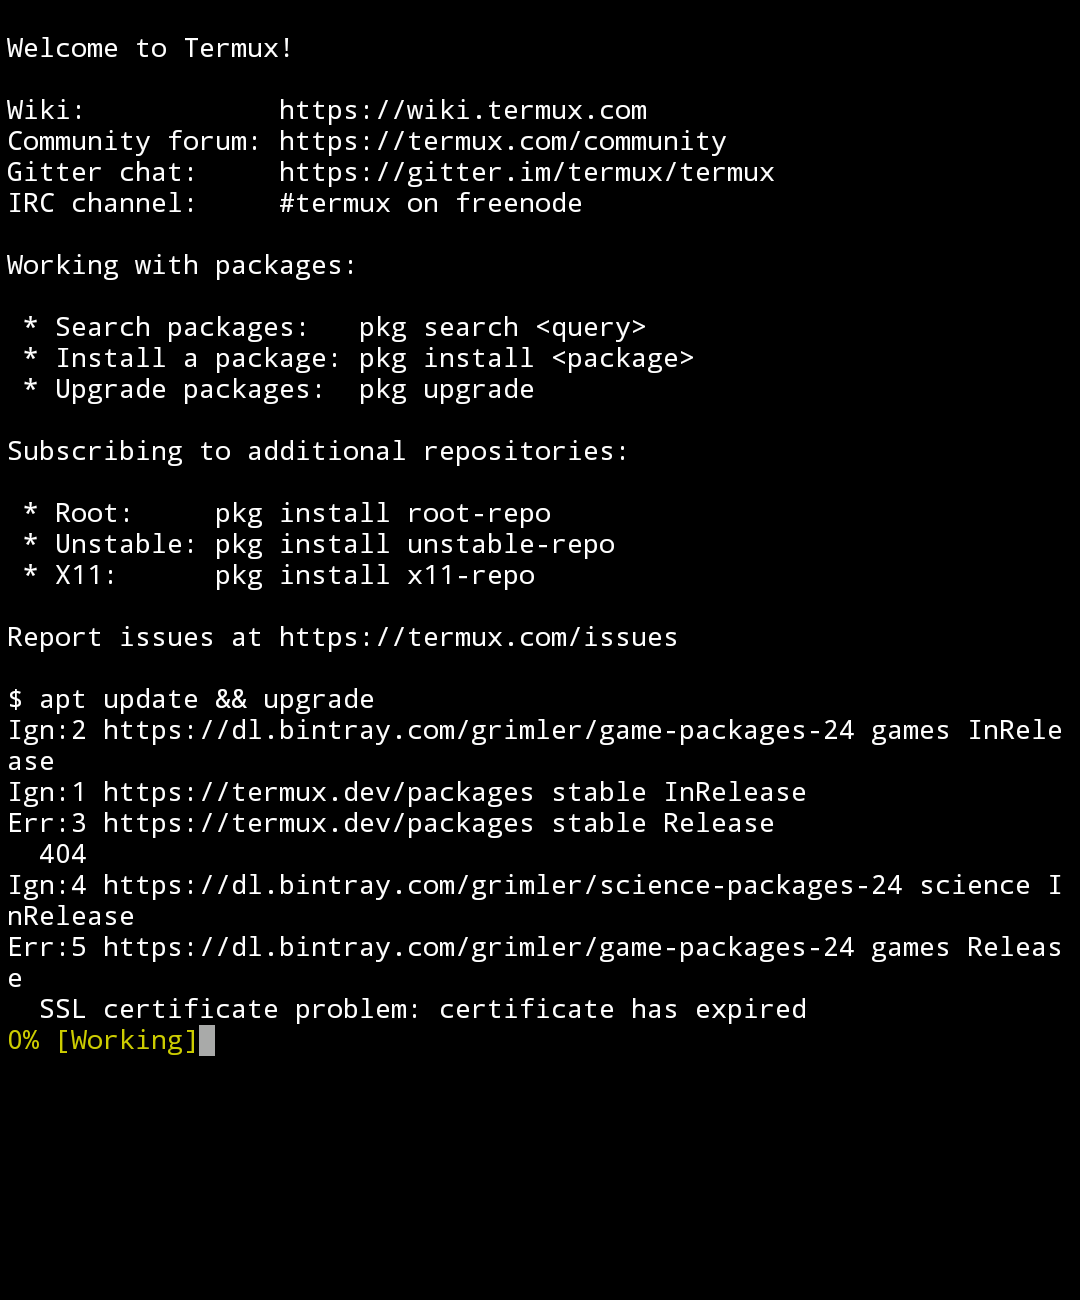 Welcome to Termux!
Wiki:            https://wiki.termux.com
Community forum: https://termux.com/community
Gitter chat:     https://gitter.im/termux/termux
IRC channel:     #termux on freenode
Working with packages:
 * Search packages:   pkg search <query>
 * Install a package: pkg install <package>
 * Upgrade packages:  pkg upgrade
Subscribing to additional repositories:
 * Root:     pkg install root-repo
 * Unstable: pkg install unstable-repo
 * X11:      pkg install x11-repo
Report issues at https://termux.com/issues
$ apt update && upgrade
Ign:2 https://dl.bintray.com/grimler/game-packages-24 games InRele
ase
Ign:1 https://termux.dev/packages stable InRelease
Err:3 https://termux.dev/packages stable Release
  404
Ign:4 https://dl.bintray.com/grimler/science-packages-24 science I
nRelease
Err:5 https://dl.bintray.com/grimler/game-packages-24 games Releas
e
  SSL certificate problem: certificate has expired
0% [Working]